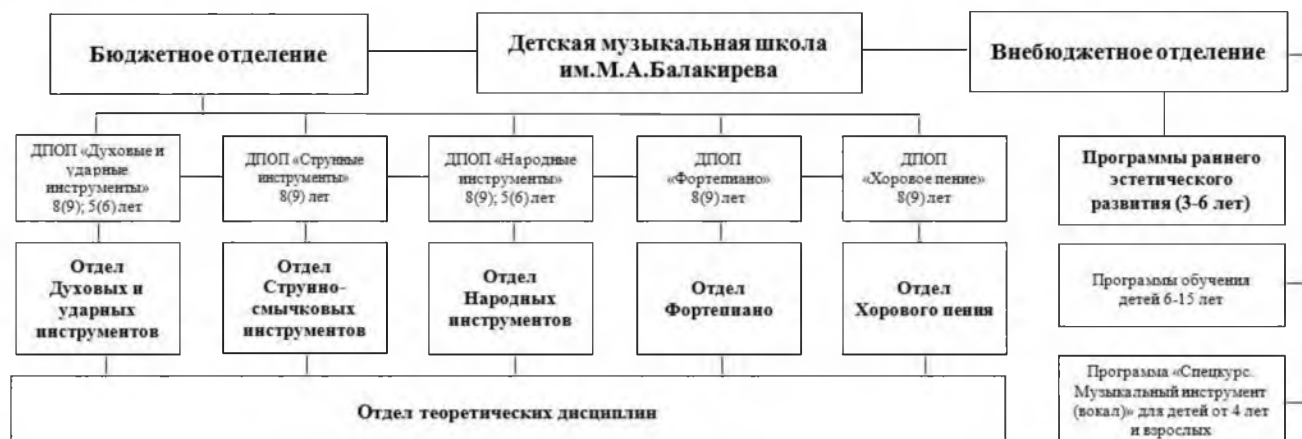 Бюджетное отделение
Детская музыкальная школа
им.М.А.Балакирева
Внебюджетное отделение
ДПОП «Духовые и
ударные
инструменты»
8(9); 5(6) лет
ДПОП «Струнные
инструменты»
8(9) лет
ДПОП «Народные
инструменты»
8(9); 5(6) лет
ДПОП
«Фортепиано»
8(9) лет
ДПОП
«Хоровое пение»
8(9) лет
Программы раннего
эстетического
развития (3-6 лет)
Отдел
Духовых и
ударных
инструментов
Отдел
Струнно-
смычковых
инструментов
Отдел
Народных
инструментов
Отдел
Фортепиано
Отдел
Хорового пения
Программы обучения
детей 6-15 лет
Отдел теоретических дисциплин
Программа «Спецкурс.
Музыкальный инструмент
(вокал)» для детей от 4 лет
и взрослых